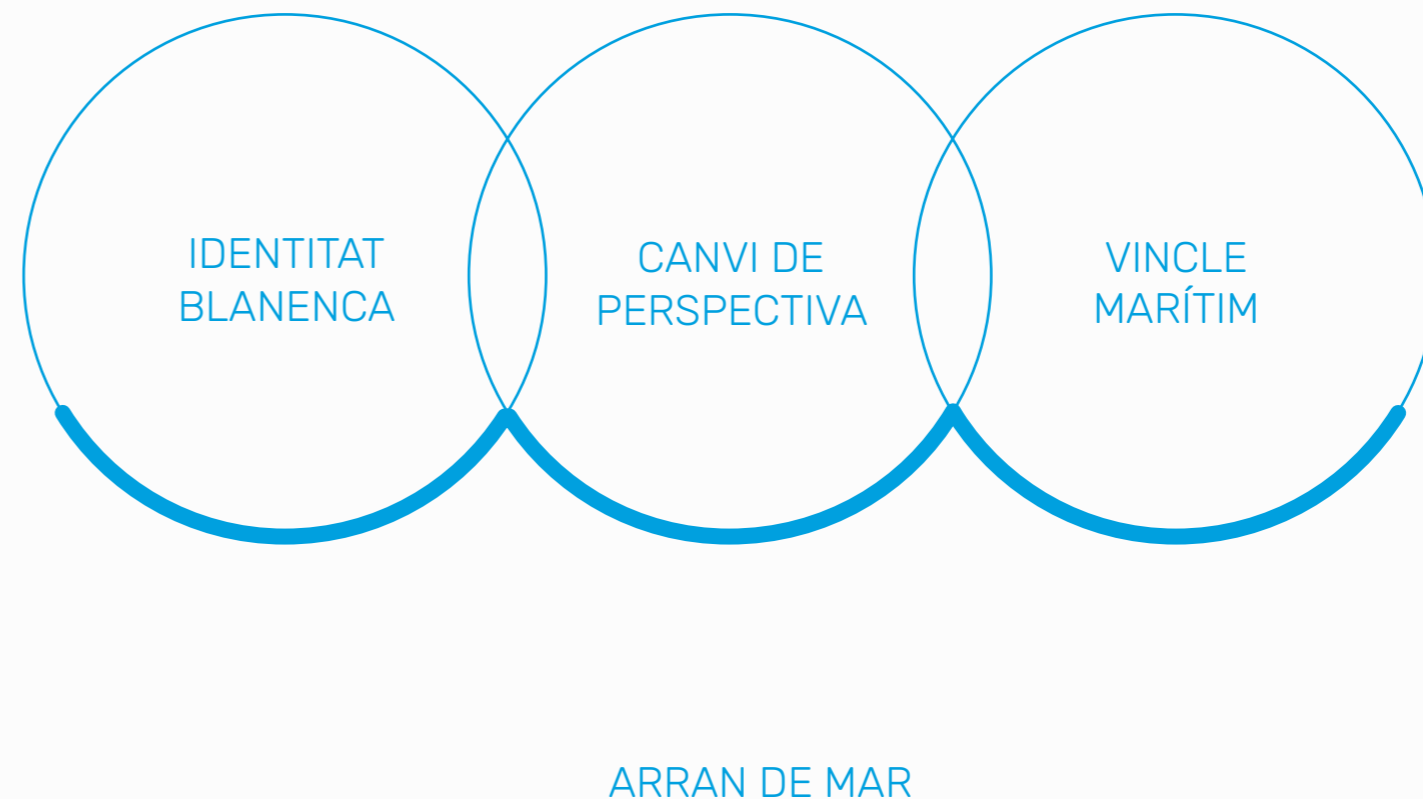 IDENTITAT
BLANENCA
CANVI DE
PERSPECTIVA
VINCLE
MARÍTIM
ARRAN DE MAR